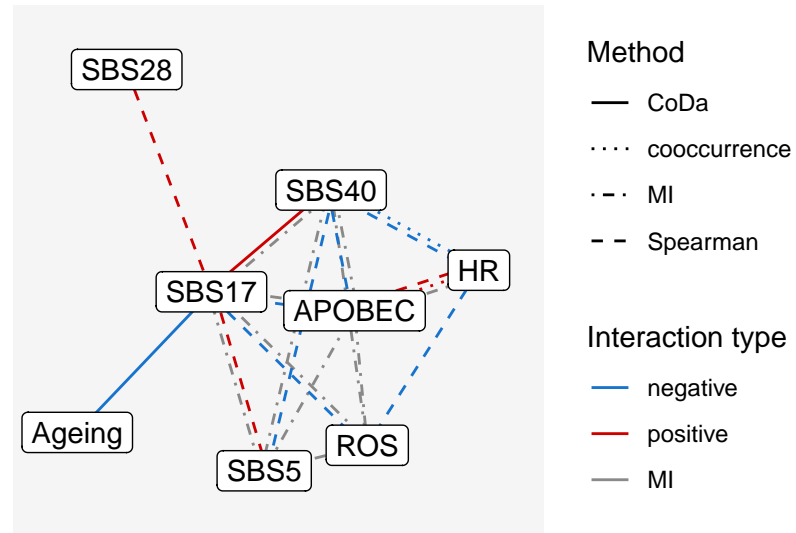 SBS28
SBS40
HR
SBS17
APOBEC
Ageing
ROS
SBS5
Method
CoDa
cooccurrence
MI
Spearman
Interaction type
negative
positive
MI